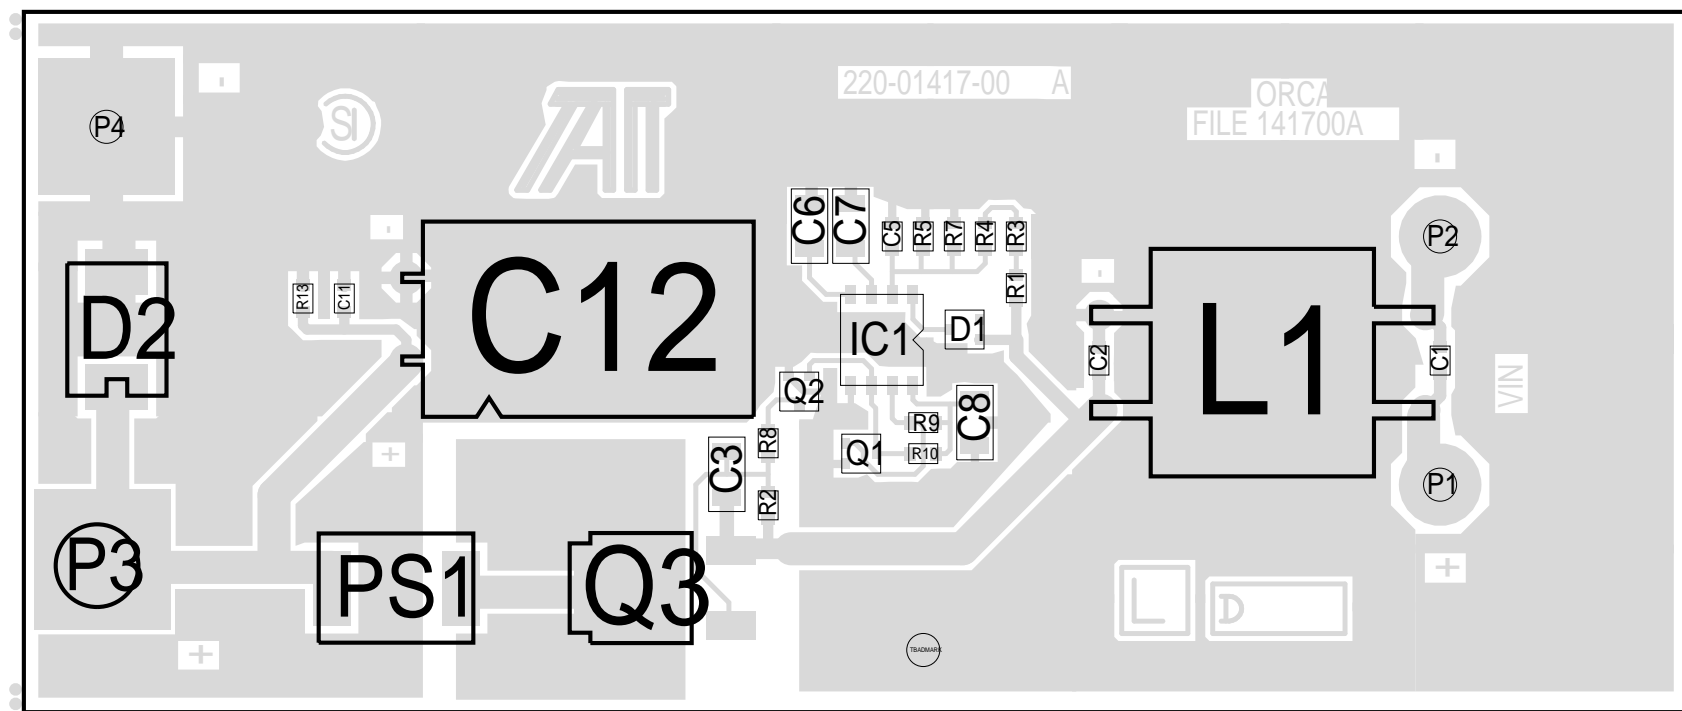 220-01417-00 A
ORCA
FILE 141700A
-
P4
SI
AT
-
C6
C7
C5
R5
R7
R4
R3
P2
-
-
R13
C11
C12
R1
D2
IC1
D1
L1
C2
C1
VIN
Q2
C8
R9
R8
Q1
R10
+
C3
R2
P1
P3
PS1
Q3
+
L
D
+
TBADMARK